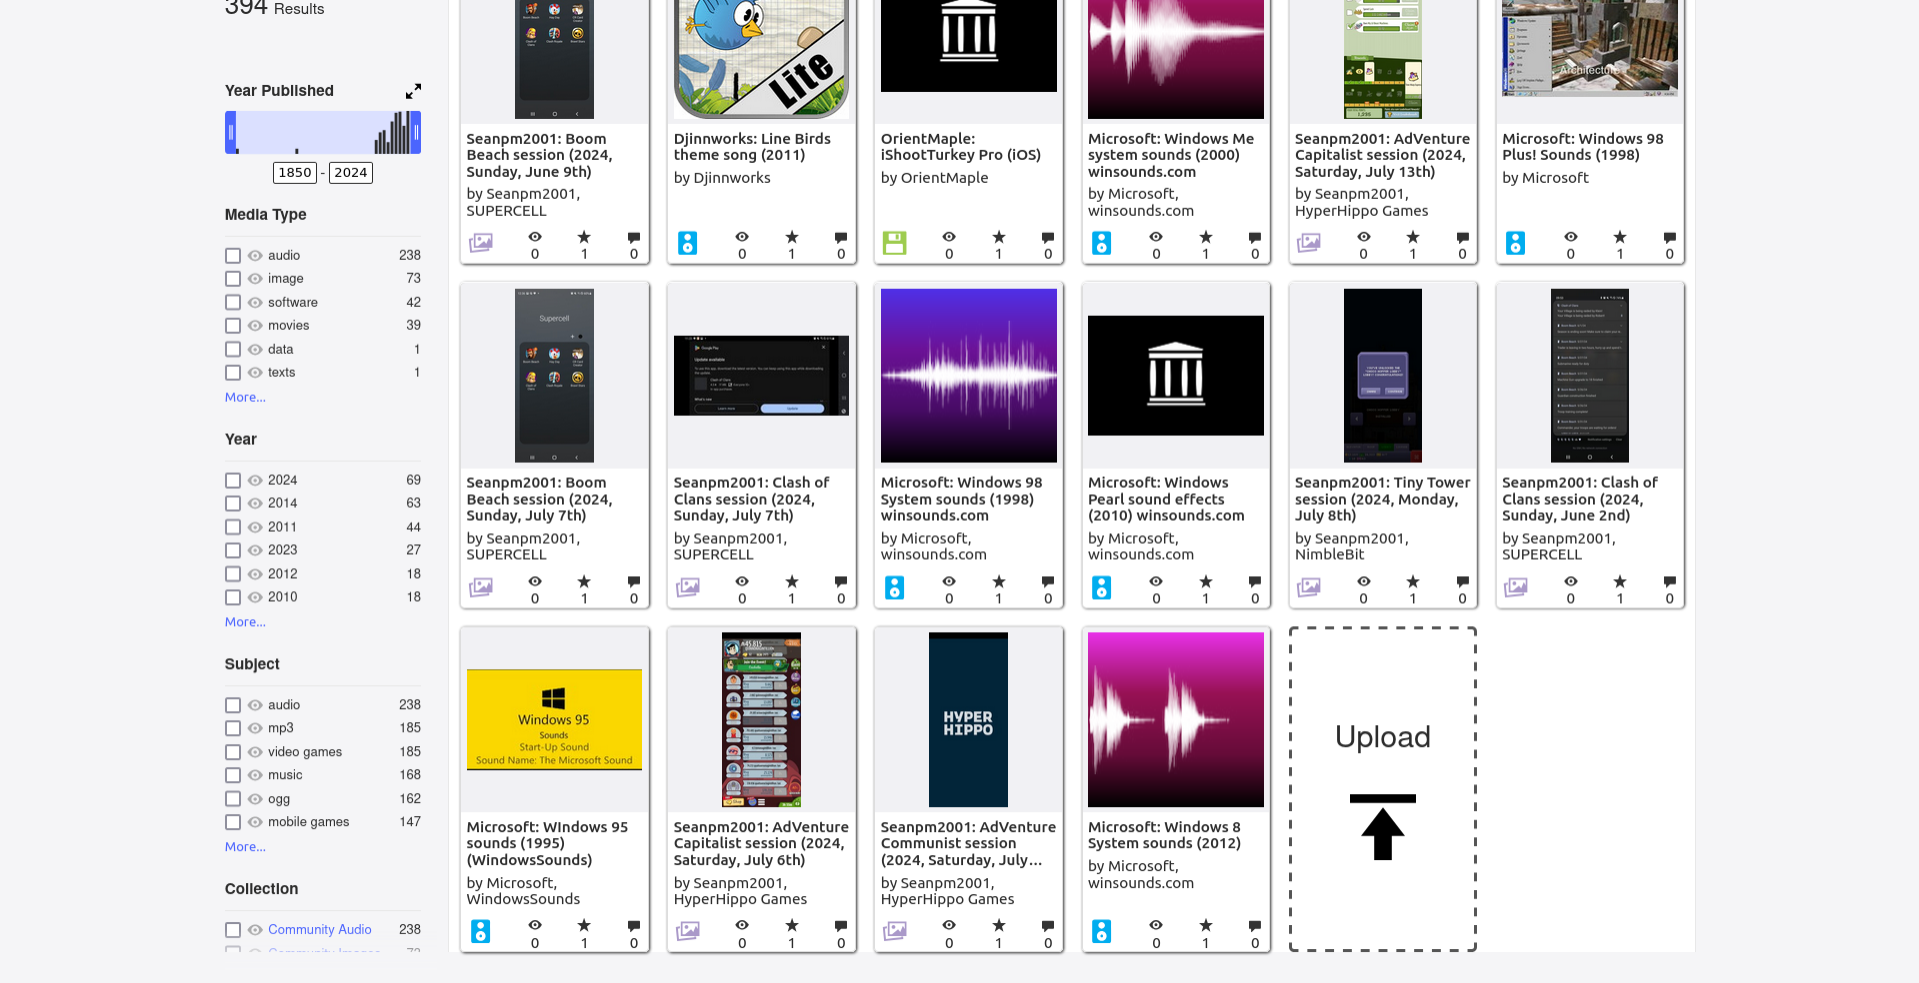 394 Results
Year Published
1850 - 2024
Media Type
audio 238
image 73
software 42
movies 39
data 1
texts 1
More...
Year
2024 69
2014 63
2011 44
2023 27
2012 18
2010 18
More...
Subject
audio 238
mp3 185
video games 185
music 168
ogg 162
mobile games 147
More...
Collection
Community Audio 238
Lite
Architecture
Seanpm2001: Boom
Beach session (2024,
Sunday, June 9th)
by Seanpm2001,
SUPERCELL
0 1 0
Djinnworks: Line Birds
theme song (2011)
by Djinnworks
0 1 0
OrientMaple:
iShootTurkey Pro (iOS)
by OrientMaple
0 1 0
Microsoft: Windows Me
system sounds (2000)
winsounds.com
by Microsoft,
winsounds.com
0 1 0
Seanpm2001: AdVenture
Capitalist session (2024,
Saturday, July 13th)
by Seanpm2001,
HyperHippo Games
0 1 0
Microsoft: Windows 98
Plus! Sounds (1998)
by Microsoft
0 1 0
Supercell
Seanpm2001: Boom
Beach session (2024,
Sunday, July 7th)
by Seanpm2001,
SUPERCELL
0 1 0
Google Play
Update available
Seanpm2001: Clash of
Clans session (2024,
Sunday, July 7th)
by Seanpm2001,
SUPERCELL
0 1 0
Microsoft: Windows 98
System sounds (1998)
winsounds.com
by Microsoft,
winsounds.com
0 1 0
Microsoft: Windows
Pearl sound effects
(2010) winsounds.com
by Microsoft,
winsounds.com
0 1 0
Seanpm2001: Tiny Tower
session (2024, Monday,
July 8th)
by Seanpm2001,
NimbleBit
0 1 0
Seanpm2001: Clash of
Clans session (2024,
Sunday, June 2nd)
by Seanpm2001,
SUPERCELL
0 1 0
Windows 95
Sounds
Start-Up Sound
Sound Name: The Microsoft Sound
Microsoft: WIndows 95
sounds (1995)
(WindowsSounds)
by Microsoft,
WindowsSounds
0 1 0
Seanpm2001: AdVenture
Capitalist session (2024,
Saturday, July 6th)
by Seanpm2001,
HyperHippo Games
0 1 0
HYPER
HIPPO
Seanpm2001: AdVenture
Communist session
(2024, Saturday, July...
by Seanpm2001,
HyperHippo Games
0 1 0
Microsoft: Windows 8
System sounds (2012)
by Microsoft,
winsounds.com
0 1 0
Upload